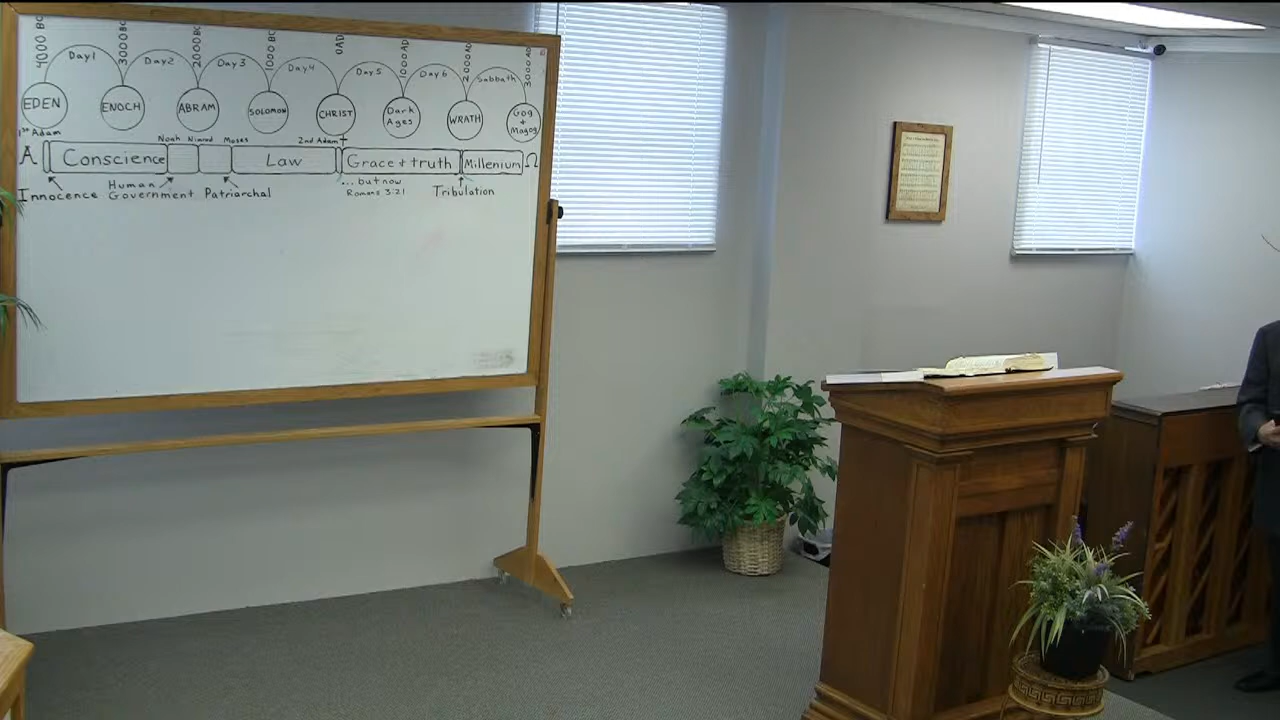 4000 BC 3000 BC 2000 BC 1000 BC 0AD 1000 AD 2000 AD 3000 AD
Day 1 Day 2 Day 3 Day 4 Day 5 Day 6 Sabbath
EDEN ENOCH ABRAM SOLOMON CHRIST Dark Ages WRATH Gog + Magog
1st Adam Noah Nimrod Moses 2nd Adam
A Conscience Law Grace + truth Millenium Ω
Innocence Human Government Patriarchal ...but now Romans 3:21 Tribulation